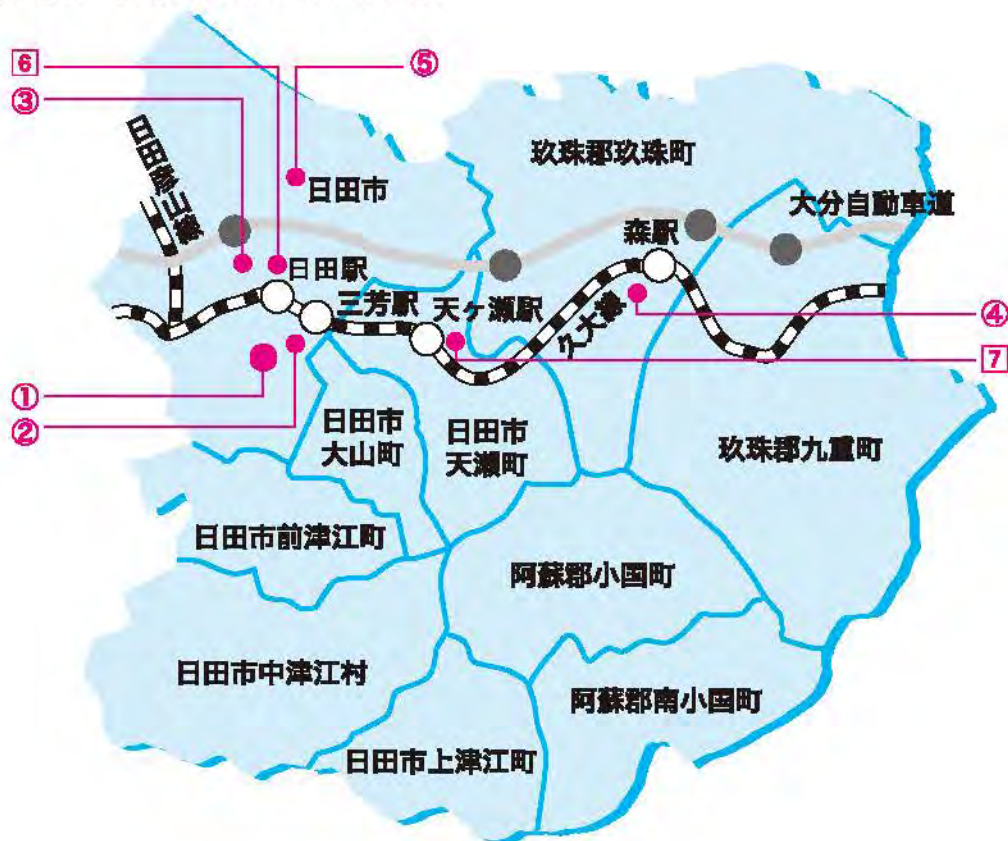 6
⑤
③
日田彦山線
玖珠郡玖珠町
日田市
大分自動車道
森駅
日田駅
三芳駅
天ヶ瀬駅
久大線
④
7
①
②
日田市
大山町
日田市
天瀬町
玖珠郡九重町
日田市前津江町
阿蘇郡小国町
日田市中津江村
阿蘇郡南小国町
日田市上津江町